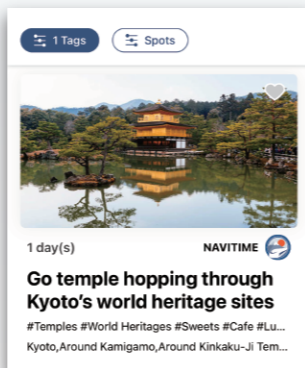 1 Tags
Spots
1 day(s)
NAVITIME
Go temple hopping through
Kyoto's world heritage sites
#Temples #World Heritages #Sweets #Cafe #Lu...
Kyoto,Around Kamigamo,Around Kinkaku-Ji Tem...